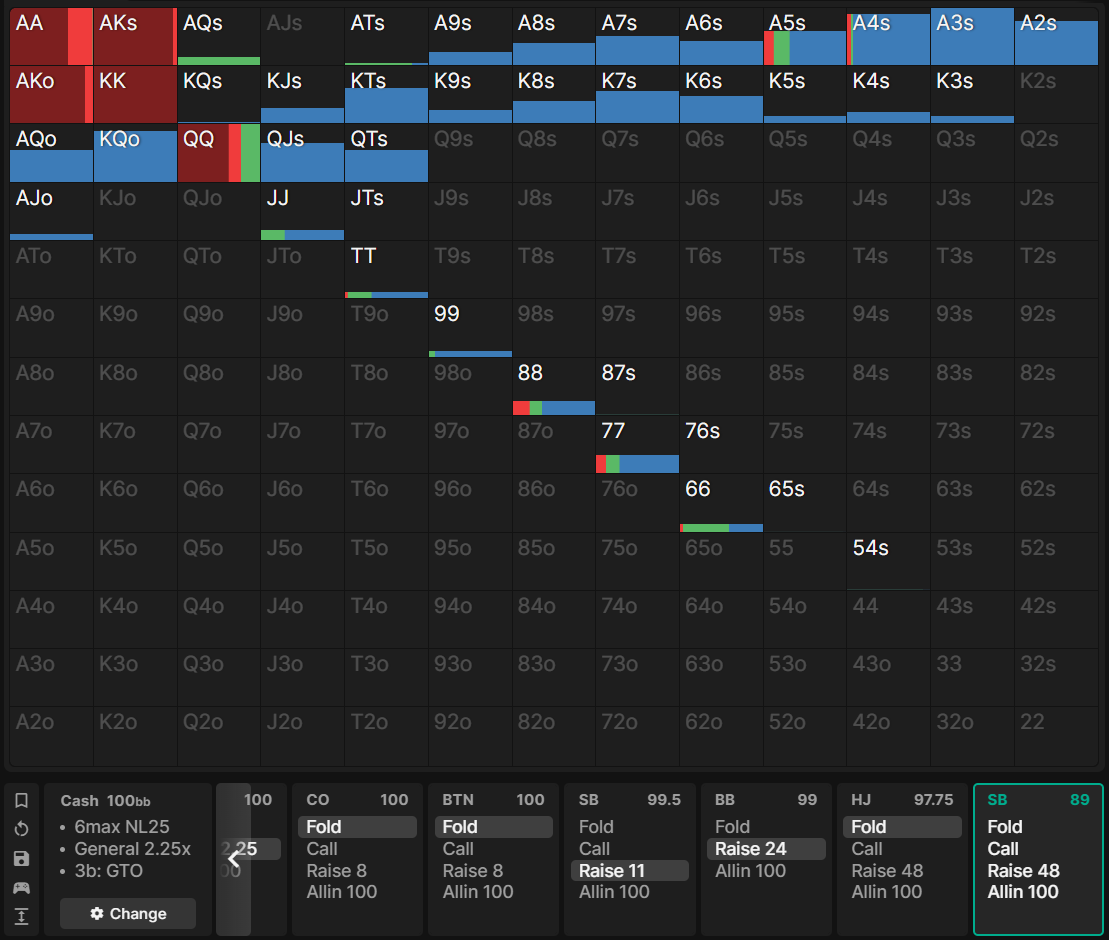 AA AKs AQs AJs ATs A9s A8s A7s A6s A5s A4s A3s A2s
AKo KK KQs KJs KTs K9s K8s K7s K6s K5s K4s K3s K2s
AQo KQo QQ QJs QTs Q9s Q8s Q7s Q6s Q5s Q4s Q3s Q2s
AJo KJo QJo JJ JTs J9s J8s J7s J6s J5s J4s J3s J2s
ATo KTo QTo JTo TT T9s T8s T7s T6s T5s T4s T3s T2s
A9o K9o Q9o J9o T9o 99 98s 97s 96s 95s 94s 93s 92s
A8o K8o Q8o J8o T8o 98o 88 87s 86s 85s 84s 83s 82s
A7o K7o Q7o J7o T7o 97o 87o 77 76s 75s 74s 73s 72s
A6o K6o Q6o J6o T6o 96o 86o 76o 66 65s 64s 63s 62s
A5o K5o Q5o J5o T5o 95o 85o 75o 65o 55 54s 53s 52s
A4o K4o Q4o J4o T4o 94o 84o 74o 64o 54o 44 43s 42s
A3o K3o Q3o J3o T3o 93o 83o 73o 63o 53o 43o 33 32s
A2o K2o Q2o J2o T2o 92o 82o 72o 62o 52o 42o 32o 22
Cash 100bb
• 6max NL25
• General 2.25x
• 3b: GTO
Change
100
2.25
00
CO 100
Fold
Call
Raise 8
Allin 100
BTN 100
Fold
Call
Raise 8
Allin 100
SB 99.5
Fold
Call
Raise 11
Allin 100
BB 99
Fold
Raise 24
Allin 100
HJ 97.75
Fold
Call
Raise 48
Allin 100
SB 89
Fold
Call
Raise 48
Allin 100